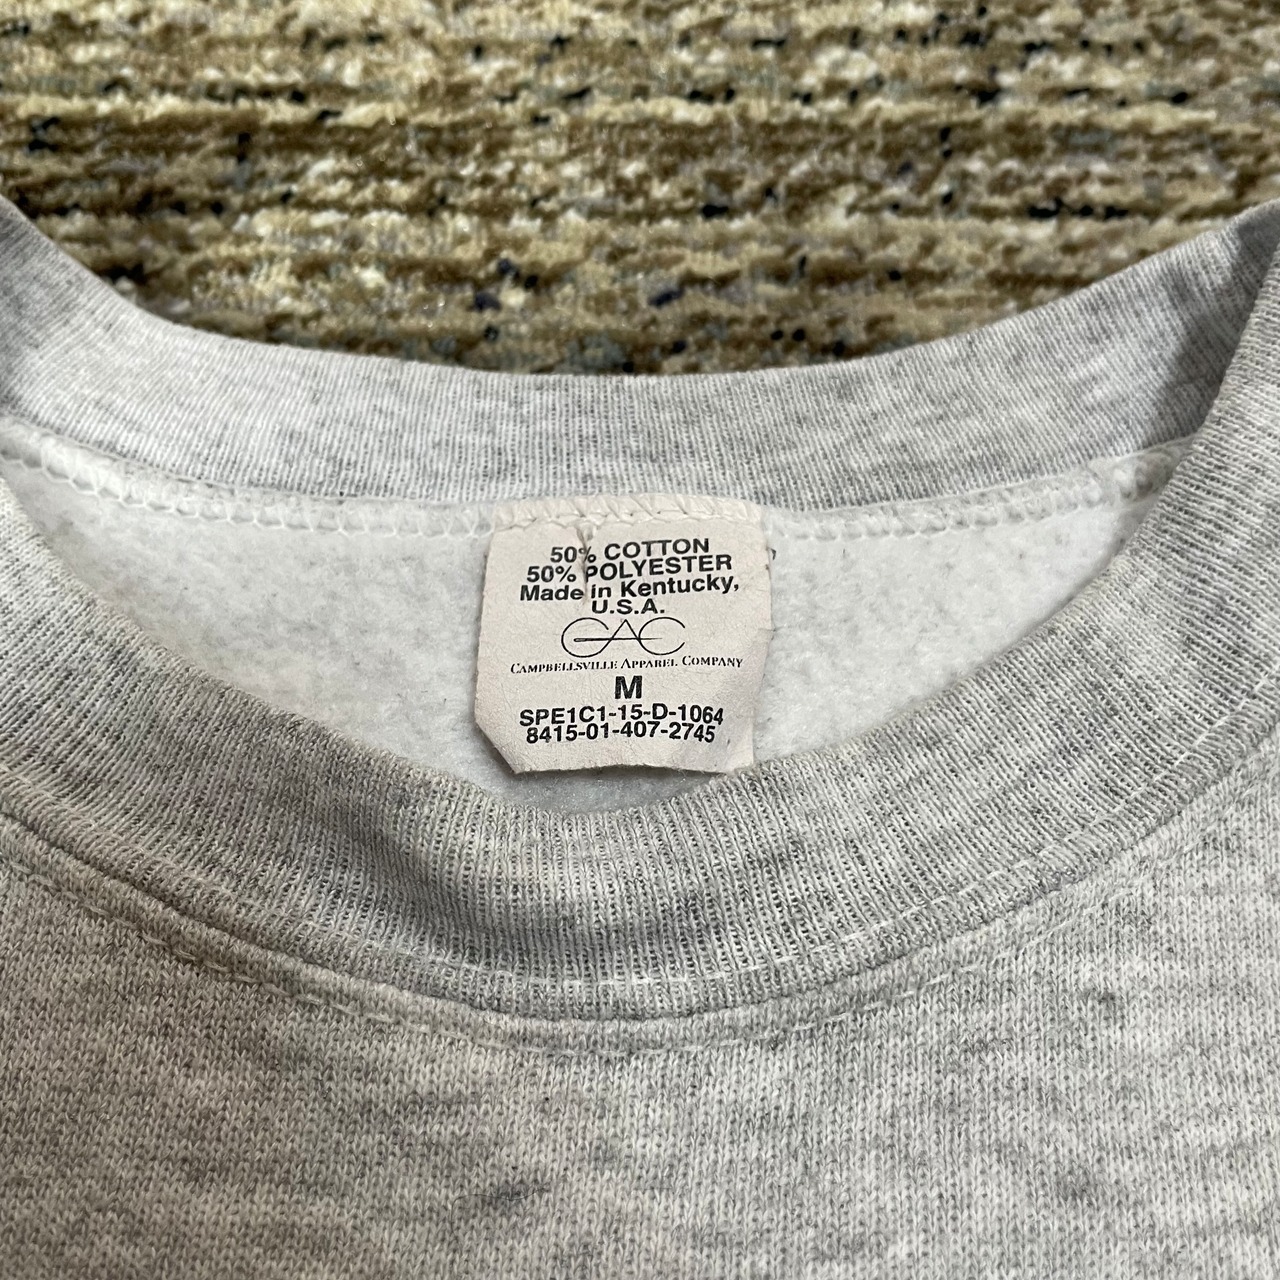 50% COTTON
50% POLYESTER
Made in Kentucky,
U.S.A.
CAC
CAMPBELLSVILLE APPAREL COMPANY
M
SPE1C1-15-D-1064
8415-01-407-2745